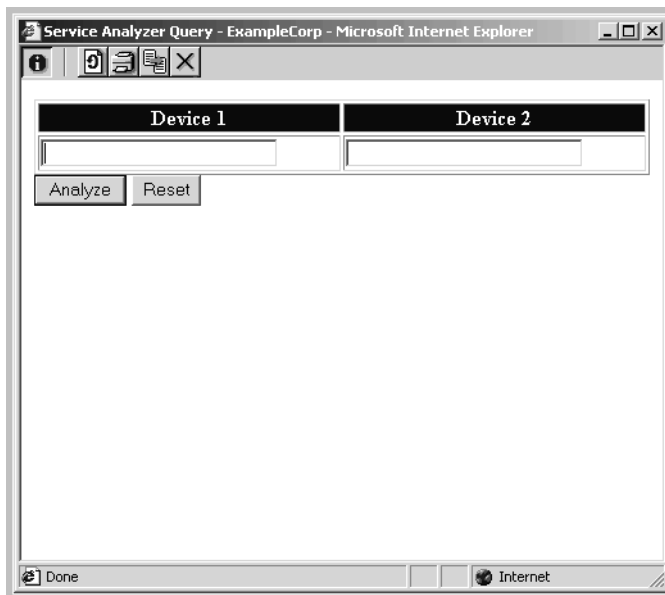 Service Analyzer Query - ExampleCorp - Microsoft Internet Explorer
Device 1 Device 2
Analyze Reset
Done Internet